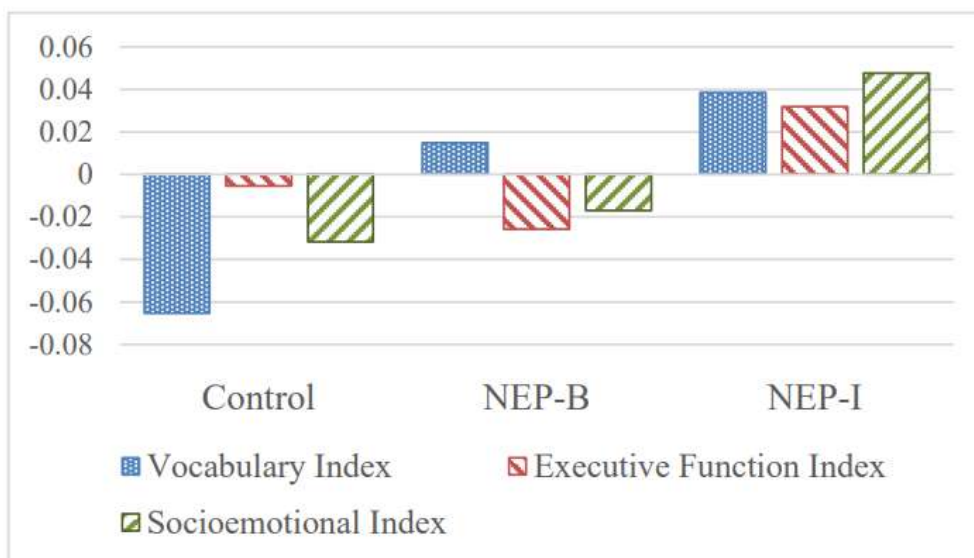 0.06
0.04
0.02
0
-0.02
-0.04
-0.06
-0.08
Control NEP-B NEP-I
Vocabulary Index Executive Function Index
Socioemotional Index